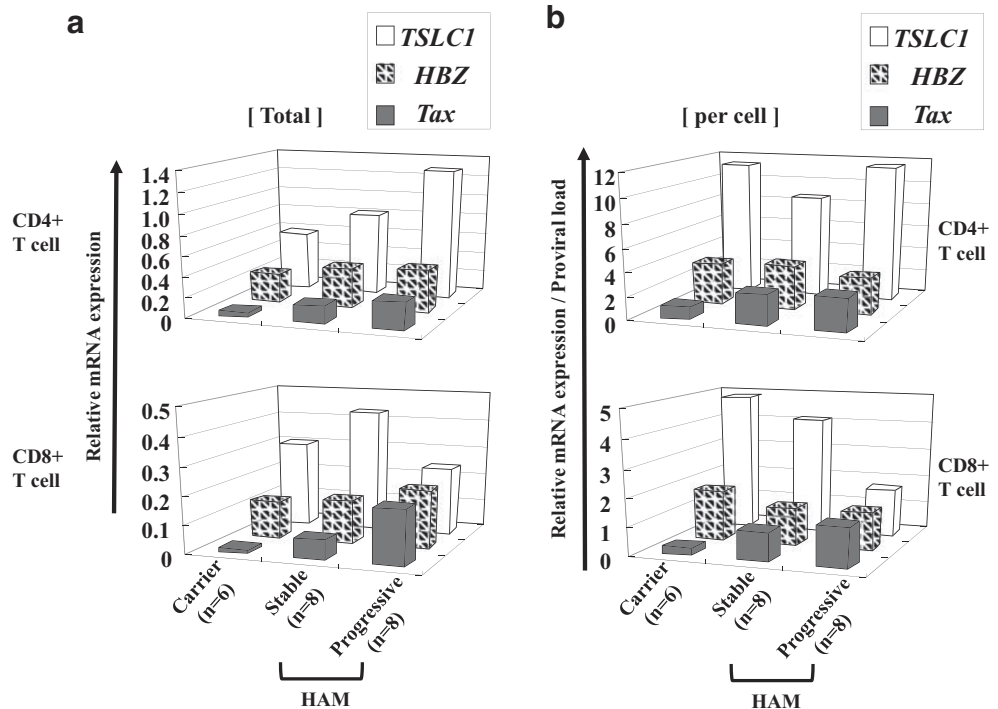 a
TSLC1
HBZ
Tax
[ Total ]
Relative mRNA expression
CD4+
T cell
1.4
1.2
1.0
0.8
0.6
0.4
0.2
0
CD8+
T cell
0.5
0.4
0.3
0.2
0.1
0
Carrier
(n=6)
Stable
(n=8)
Progressive
(n=8)
HAM
b
TSLC1
HBZ
Tax
[ per cell ]
Relative mRNA expression / Proviral load
12
10
8
6
4
2
0
CD4+
T cell
5
4
3
2
1
0
CD8+
T cell
Carrier
(n=6)
Stable
(n=8)
Progressive
(n=8)
HAM